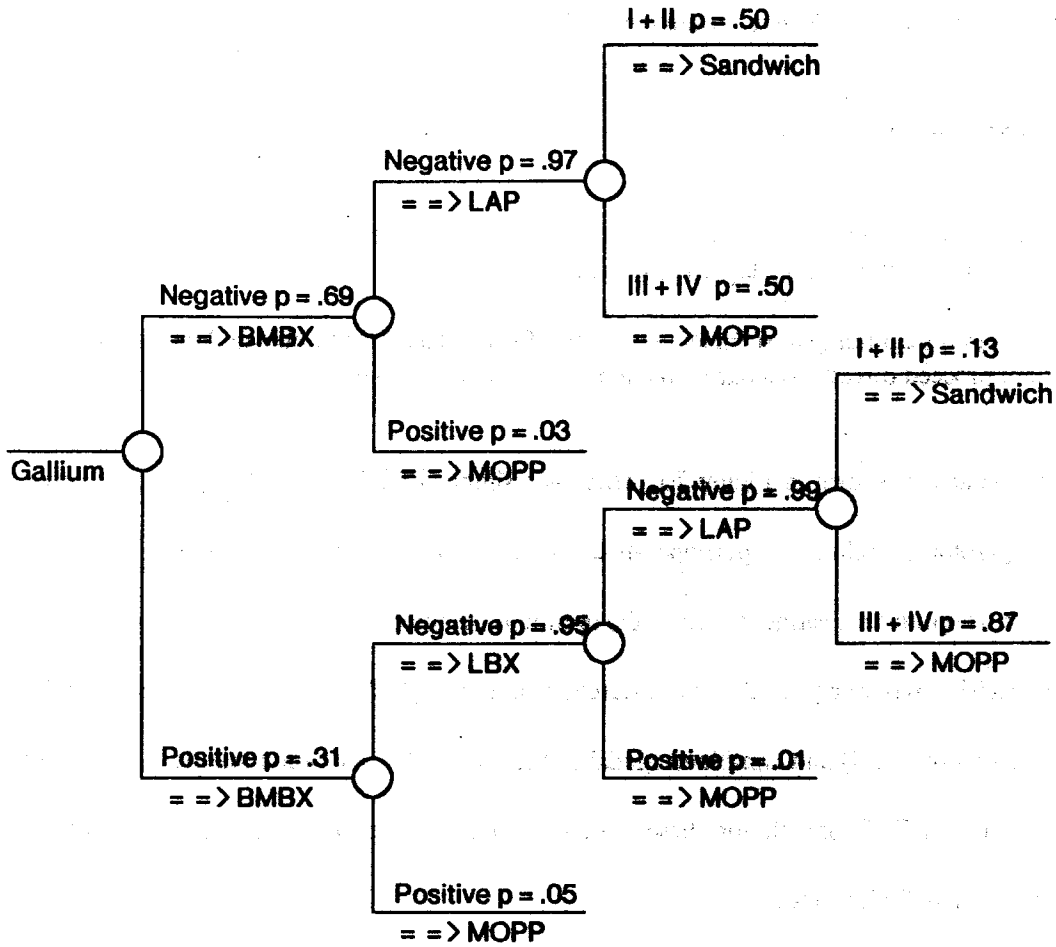 I + II p = .50
= = > Sandwich
Negative p = .97
= = > LAP
Negative p = .69
= = > BMBX
III + IV p = .50
= = > MOPP
I + II p = .13
= = > Sandwich
Gallium
Positive p = .03
= = > MOPP
Negative p = .99
= = > LAP
Negative p = .95
= = > LBX
III + IV p = .87
= = > MOPP
Positive p = .31
= = > BMBX
Positive p = .01
= = > MOPP
Positive p = .05
= = > MOPP